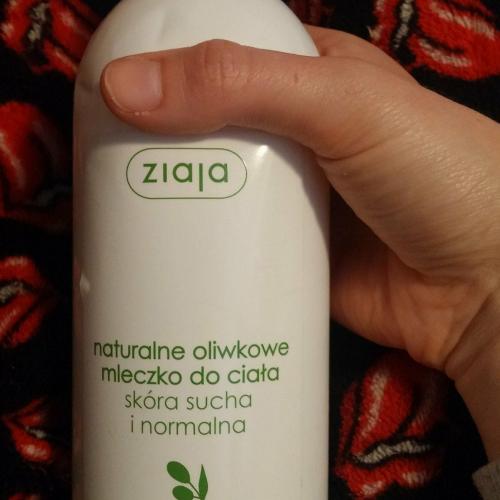 ziaja
naturalne oliwkowe
mleczko do ciała
skóra sucha
i normalna